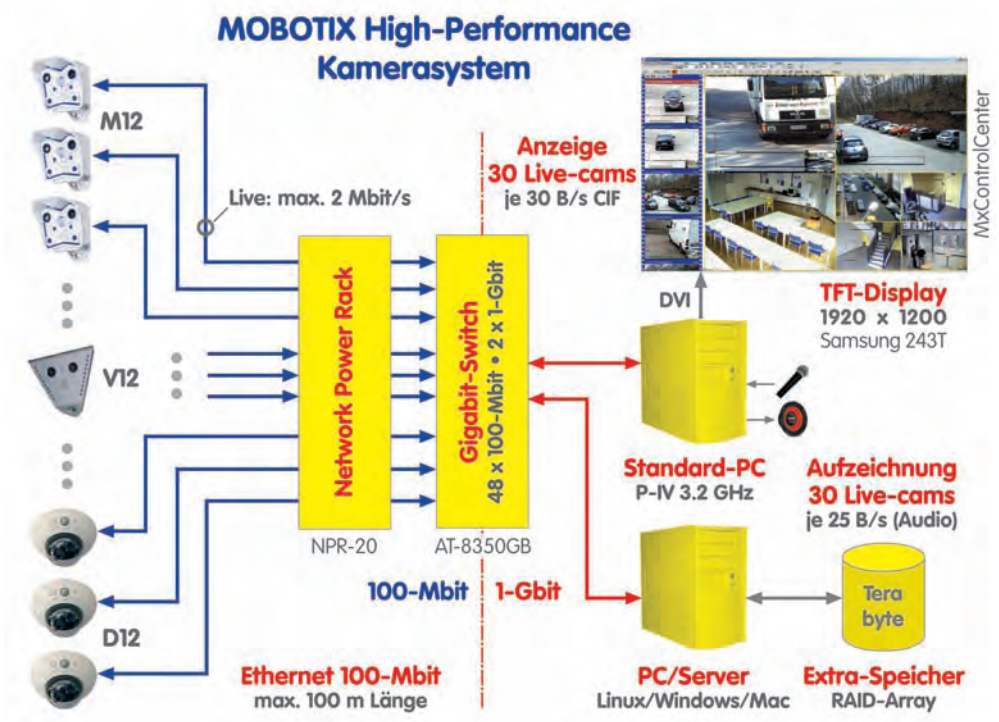 MOBOTIX High-Performance
Kamerasystem
M12
Live: max. 2 Mbit/s
Anzeige
30 Live-cams
je 30 B/s CIF
MxControlCenter
DVI
TFT-Display
1920 x 1200
Samsung 243T
V12
Network Power Rack
Gigabit-Switch
48 x 100-Mbit • 2 x 1-Gbit
Standard-PC
P-IV 3.2 GHz
Aufzeichnung
30 Live-cams
je 25 B/s (Audio)
NPR-20
AT-8350GB
100-Mbit
1-Gbit
Tera
byte
D12
Ethernet 100-Mbit
max. 100 m Länge
PC/Server
Linux/Windows/Mac
Extra-Speicher
RAID-Array